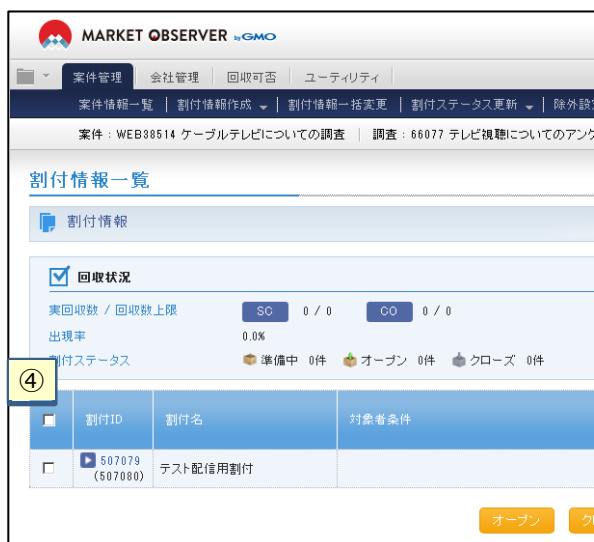 MARKET OBSERVER by GMO
案件管理 会社管理 回収可否 ユーティリティ
案件情報一覧 | 割付情報作成 | 割付情報一括変更 | 割付ステータス更新 | 除外設
案件：WEB38514 ケーブルテレビについての調査 | 調査：66077 テレビ視聴についてのアンケ
割付情報一覧
割付情報
回収状況
実回収数 / 回収数上限 SC 0 / 0 CO 0 / 0
出現率 0.0%
割付ステータス 準備中 0件 オープン 0件 クローズ 0件
④
割付ID 割付名 対象者条件
507079
(507080) テスト配信用割付
オープン ク